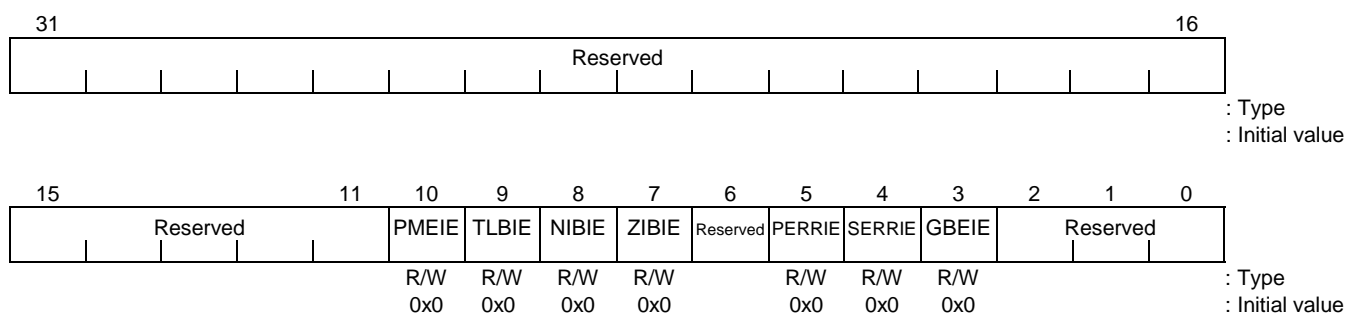 31 16
Reserved
: Type
: Initial value
15 11 10 9 8 7 6 5 4 3 2 1 0
Reserved PMEIE TLBIE NIBIE ZIBIE Reserved PERRIE SERRIE GBEIE Reserved
R/W R/W R/W R/W R/W R/W R/W : Type
0x0 0x0 0x0 0x0 0x0 0x0 0x0 : Initial value